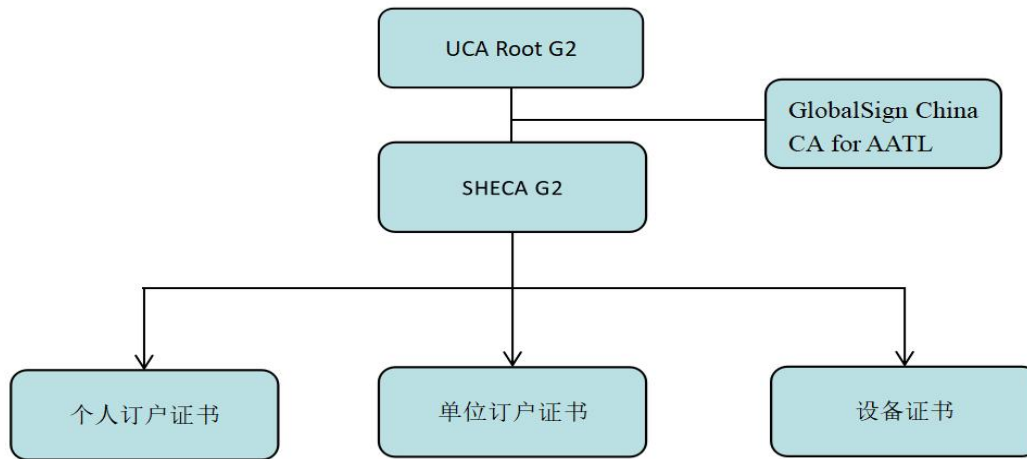 UCA Root G2
GlobalSign China
CA for AATL
SHECA G2
个人订户证书
单位订户证书
设备证书